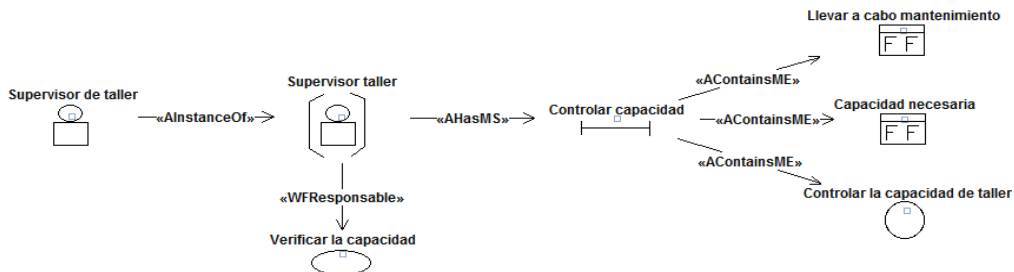 Llevar a cabo mantenimiento
F F
«AContainsME»
Supervisor taller
Supervisor de taller
Controlar capacidad
Capacidad necesaria
«AInstanceOf»
«AHasMS»
«AContainsME»
F F
«AContainsME»
«WFResponsable»
Controlar la capacidad de taller
Verificar la capacidad